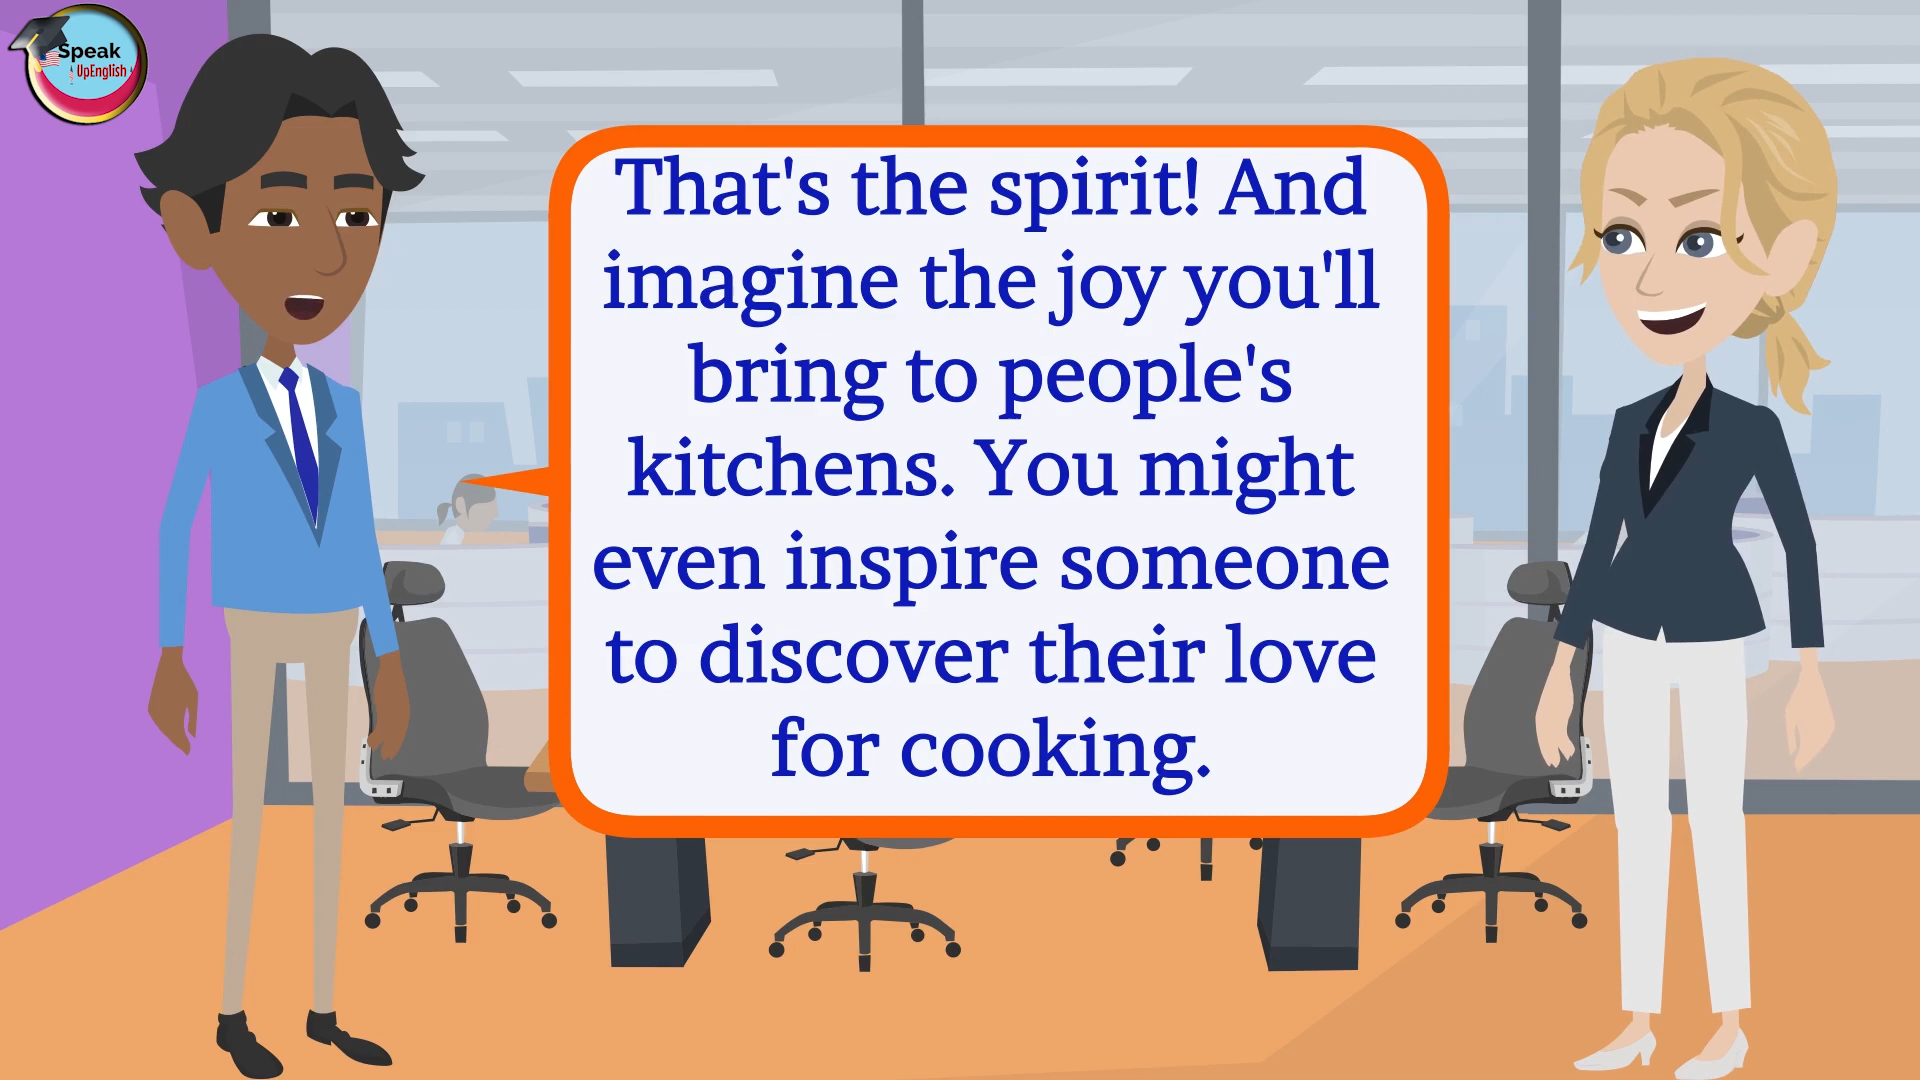 Speak
UpEnglish
That's the spirit! And
imagine the joy you'll
bring to people's
kitchens. You might
even inspire someone
to discover their love
for cooking.